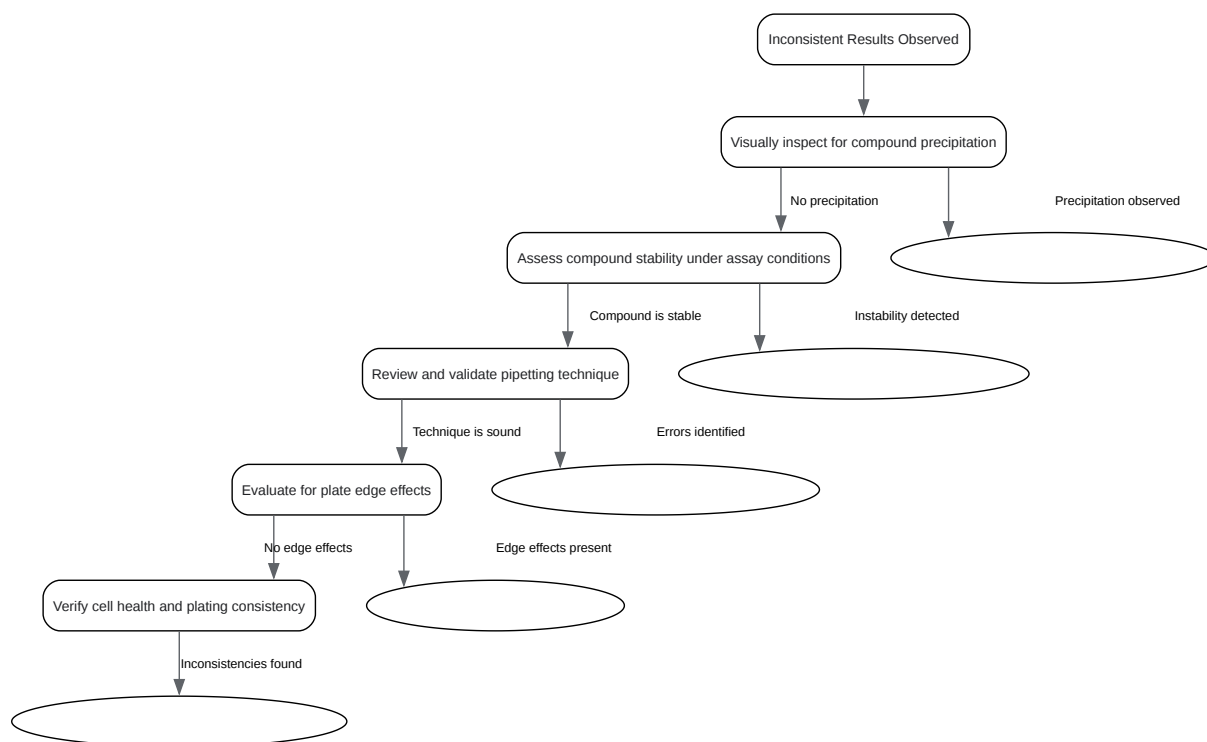 Inconsistent Results Observed
Visually inspect for compound precipitation
No precipitation
Precipitation observed
Assess compound stability under assay conditions
Compound is stable
Instability detected
Review and validate pipetting technique
Technique is sound
Errors identified
Evaluate for plate edge effects
No edge effects
Edge effects present
Verify cell health and plating consistency
Inconsistencies found